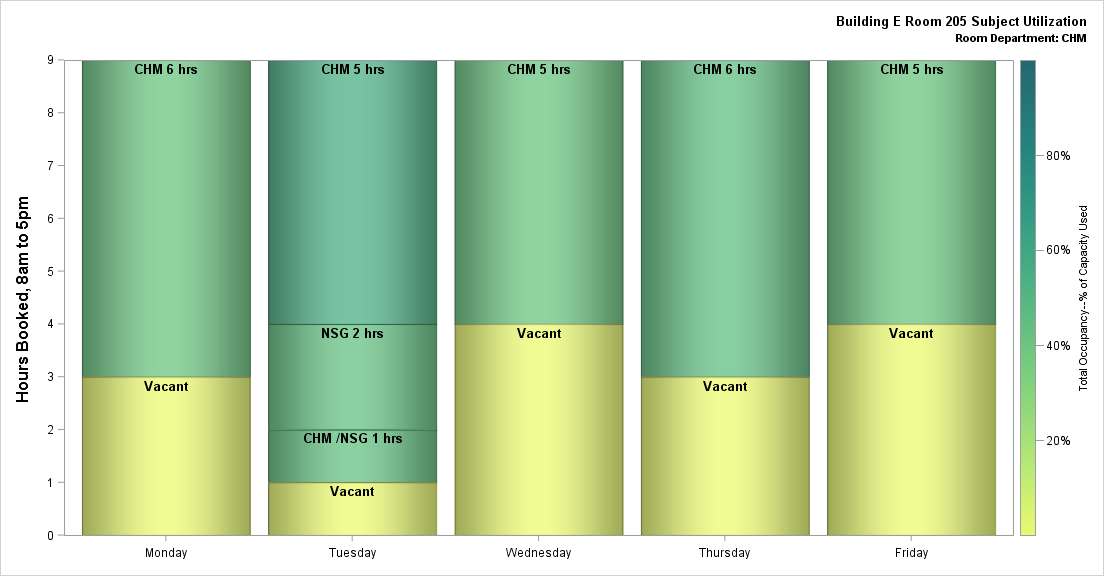 Building E Room 205 Subject Utilization
Room Department: CHM
Hours Booked, 8am to 5pm
9
8
7
6
5
4
3
2
1
0
CHM 6 hrs
Vacant
CHM 5 hrs
NSG 2 hrs
CHM /NSG 1 hrs
Vacant
CHM 5 hrs
Vacant
CHM 6 hrs
Vacant
CHM 5 hrs
Vacant
Monday
Tuesday
Wednesday
Thursday
Friday
80%
60%
40%
20%
Total Occupancy--% of Capacity Used